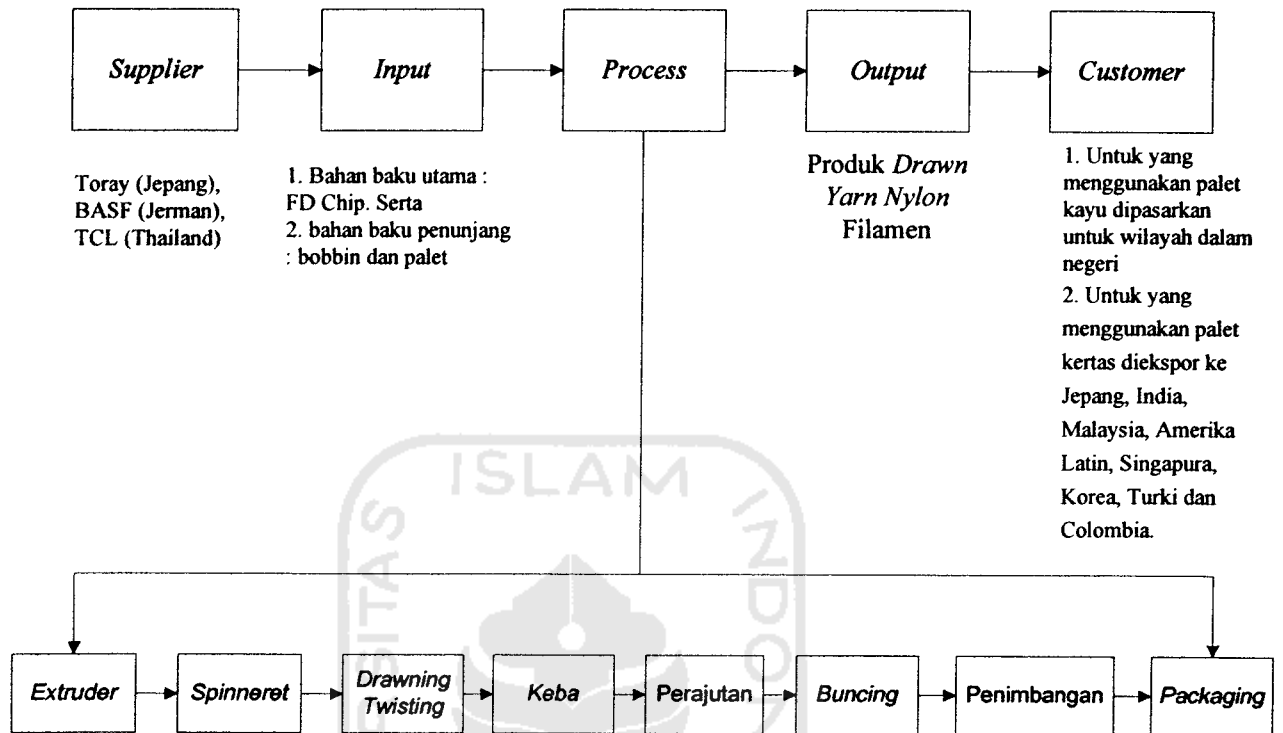 Supplier
Input
Process
Output
Customer
Toray (Jepang),
BASF (Jerman),
TCL (Thailand)
1. Bahan baku utama :
FD Chip. Serta
2. bahan baku penunjang
: bobbin dan palet
Produk Drawn
Yarn Nylon
Filamen
1. Untuk yang
menggunakan palet
kayu dipasarkan
untuk wilayah dalam
negeri
2. Untuk yang
menggunakan palet
kertas diekspor ke
Jepang, India,
Malaysia, Amerika
Latin, Singapura,
Korea, Turki dan
Colombia.
ISLAM
SITAS
INDON
Extruder
Spinneret
Drawning
Twisting
Keba
Perajutan
Buncing
Penimbangan
Packaging